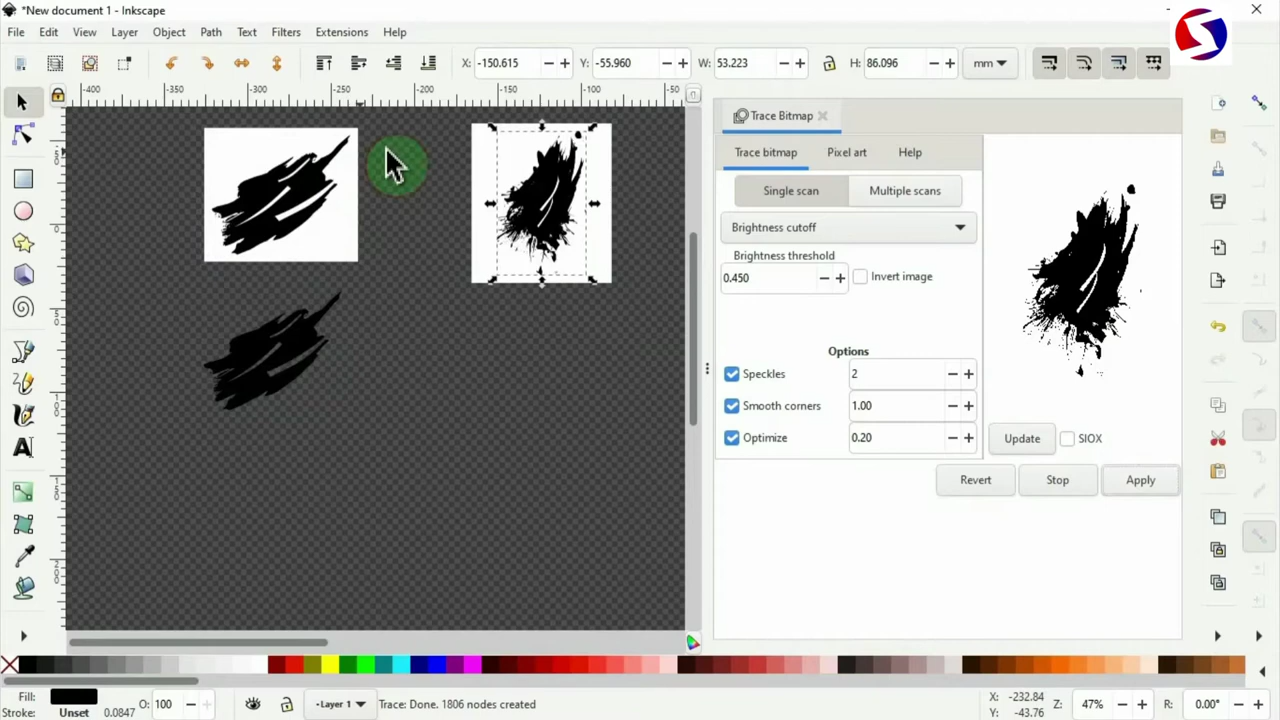 *New document 1 - Inkscape
File Edit View Layer Object Path Text Filters Extensions Help
X: -150.615 Y: -55.960 W: 53.223 H: 86.096 mm
-400 -350 -300 -250 -200 -150 -100 -50
Trace Bitmap
Trace bitmap Pixel art Help
Single scan Multiple scans
Brightness cutoff
Brightness threshold
0.450 Invert image
Options
Speckles 2
Smooth corners 1.00
Optimize 0.20
Update SIOX
Revert Stop Apply
Fill:
Stroke: Unset 0.0847
O: 100 -Layer 1 Trace: Done. 1806 nodes created
X: -232.84
Y: -43.76
Z: 47% R: 0.00°